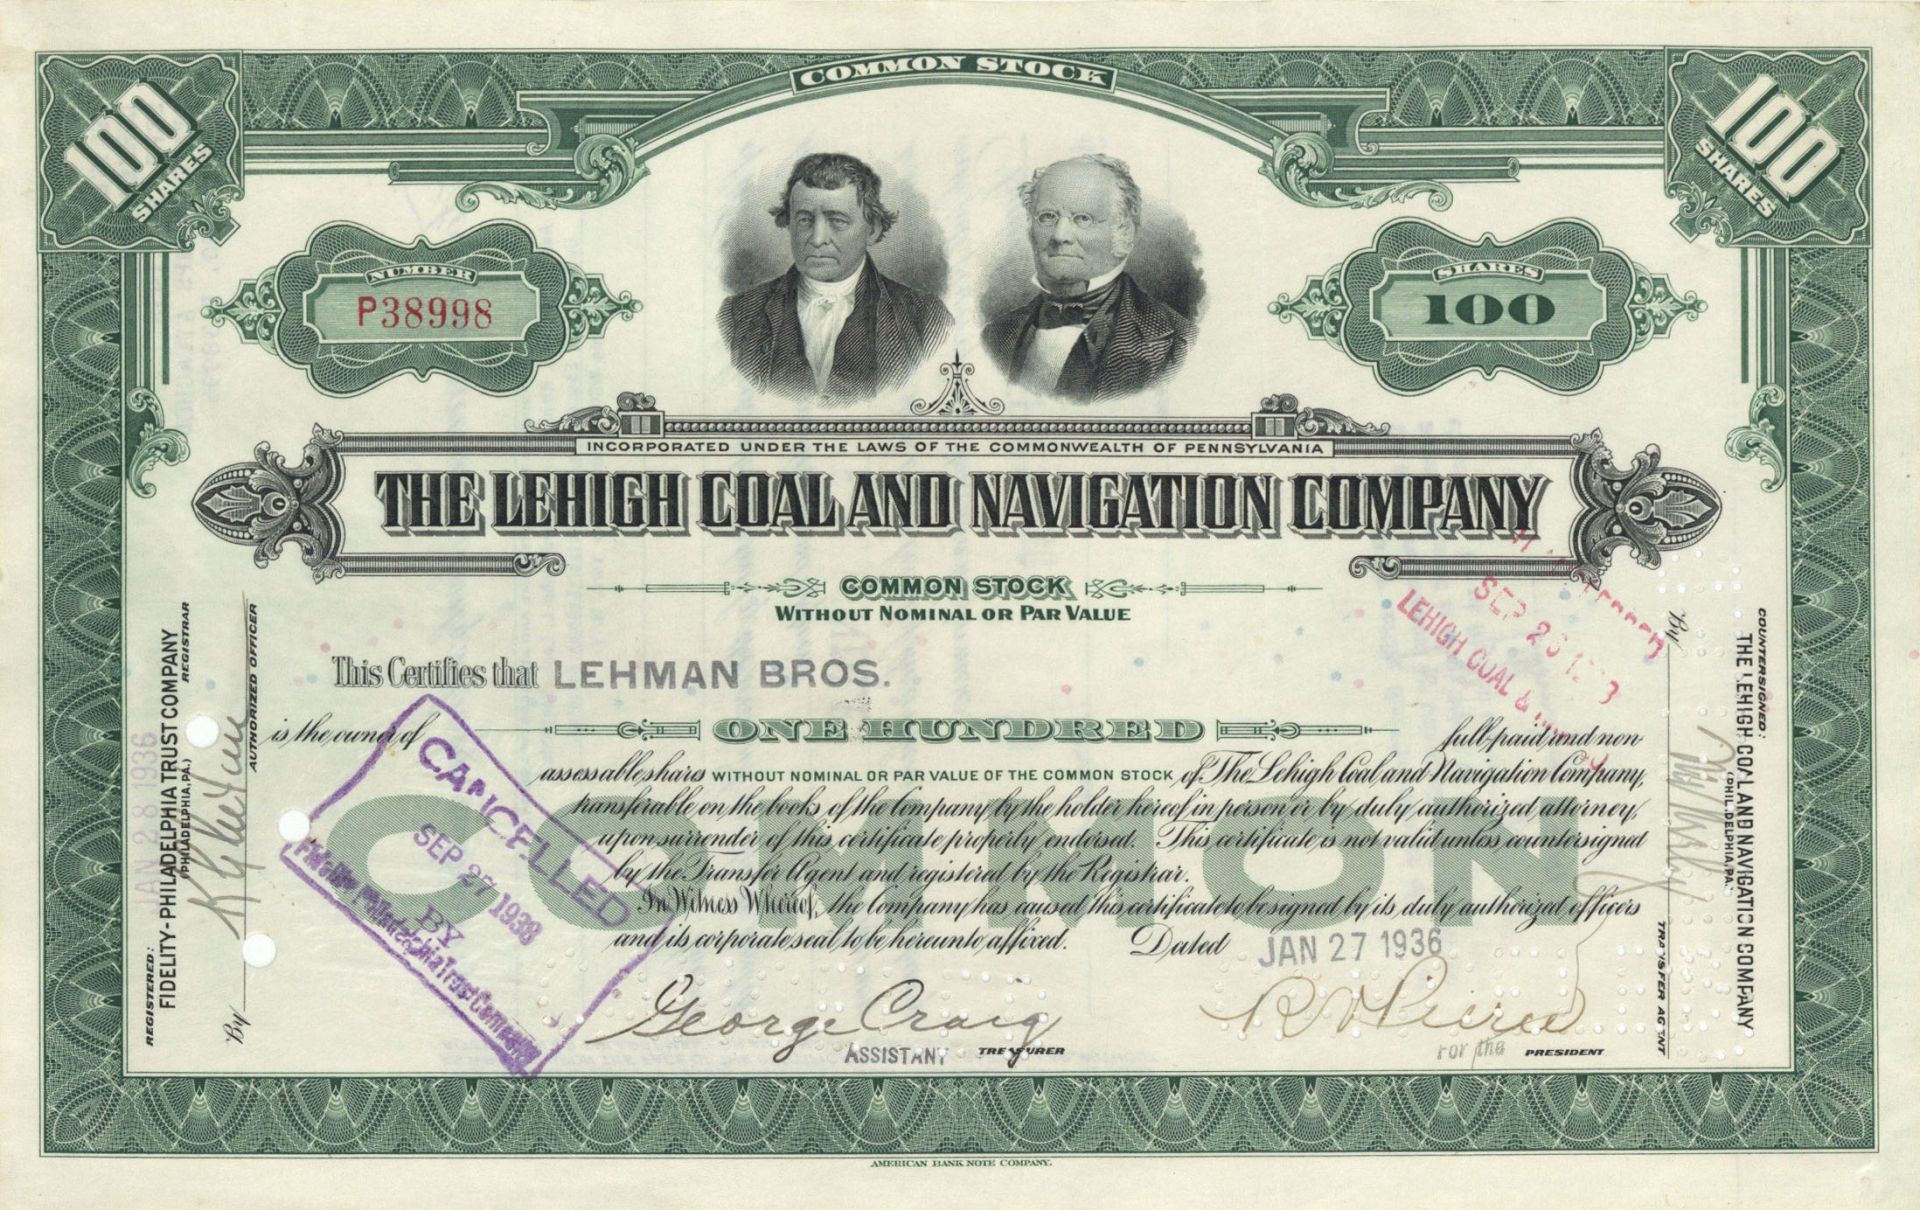 COMMON STOCK
100
SHARES
100
SHARES
NUMBER
P38998
SHARES
100
INCORPORATED UNDER THE LAWS OF THE COMMONWEALTH OF PENNSYLVANIA
THE LEHIGH COAL AND NAVIGATION COMPANY
COMMON STOCK
WITHOUT NOMINAL OR PAR VALUE
This Certifies that LEHMAN BROS.
is the owner of ONE HUNDRED full-paid and non
assessable shares WITHOUT NOMINAL OR PAR VALUE OF THE COMMON STOCK of The Lehigh Coal and Navigation Company,
transferable on the books of the Company by the holder hereof in person or by duly authorized attorney,
upon surrender of this certificate properly endorsed. This certificate is not valid unless countersigned
by the Transfer Agent and registered by the Registrar.
In Witness Whereof, the Company has caused this certificate to be signed by its duly authorized officers
and its corporate seal to be hereunto affixed. Dated JAN 27 1936
COMMON
George Craig
ASSISTANT TREASURER
R V Pierce
For the PRESIDENT
REGISTERED:
JAN 28 1936
FIDELITY-PHILADELPHIA TRUST COMPANY
(PHILADELPHIA, PA.) REGISTRAR
By
AUTHORIZED OFFICER
CANCELLED
SEP 27 1938
BY
Fidelity-Philadelphia Trust Company
SEP 26
LEHIGH COAL &
COUNTERSIGNED:
THE LEHIGH COAL AND NAVIGATION COMPANY
(PHILADELPHIA, PA.)
By
TRANSFER AGENT
AMERICAN BANK NOTE COMPANY.